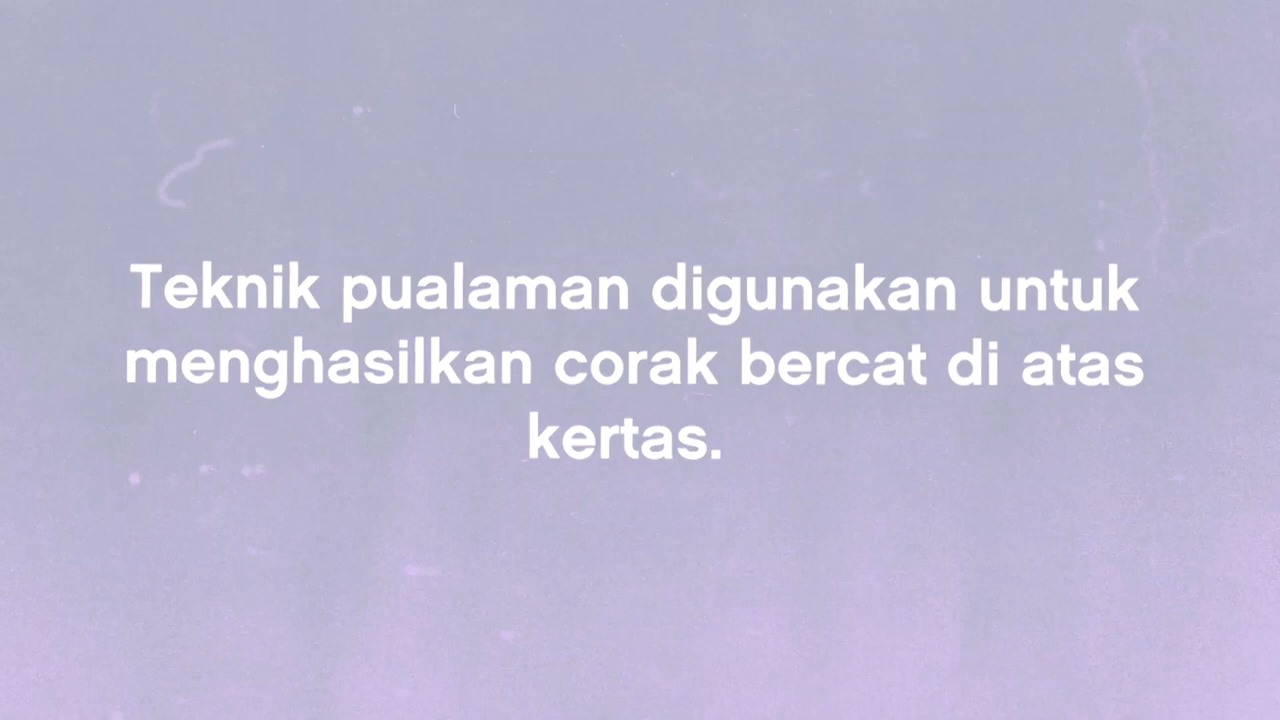 Teknik pualaman digunakan untuk
menghasilkan corak bercat di atas
kertas.